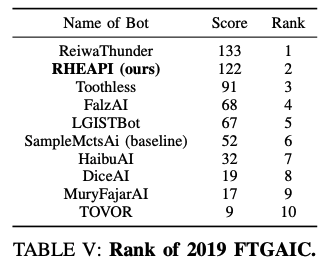 Name of Bot Score Rank
ReiwaThunder 133 1
RHEAPI (ours) 122 2
Toothless 91 3
FalzAI 68 4
LGISTBot 67 5
SampleMctsAi (baseline) 52 6
HaibuAI 32 7
DiceAI 19 8
MuryFajarAI 17 9
TOVOR 9 10
TABLE V: Rank of 2019 FTGAIC.